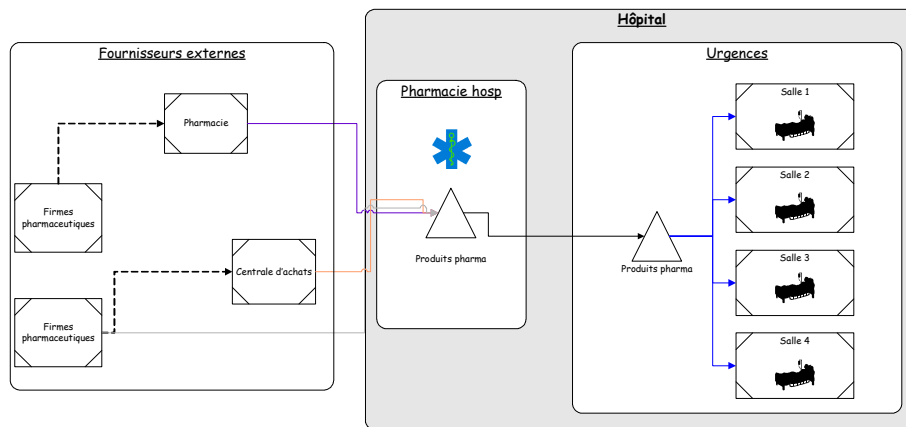 Hôpital
Fournisseurs externes
Urgences
Pharmacie hosp
Salle 1
Pharmacie
Salle 2
Firmes
pharmaceutiques
Centrale d'achats
Produits pharma
Produits pharma
Salle 3
Firmes
pharmaceutiques
Salle 4